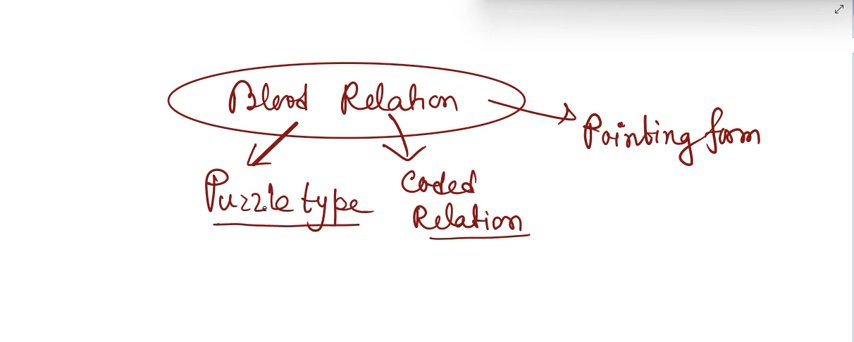 Blood Relation
Pointing form
Puzzle type
Coded
Relation